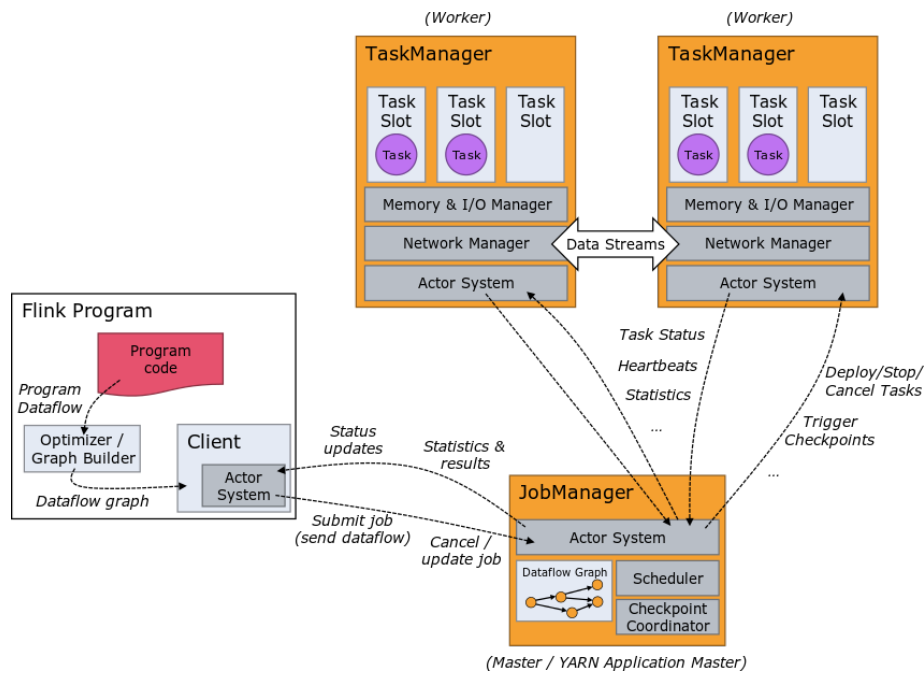 (Worker)
(Worker)
TaskManager
TaskManager
Task
Slot
Task
Slot
Task
Slot
Task
Slot
Task
Slot
Task
Slot
Task
Task
Task
Task
Memory & I/O Manager
Memory & I/O Manager
Network Manager
Data Streams
Network Manager
Actor System
Actor System
Flink Program
Program
code
Program
Dataflow
Optimizer /
Graph Builder
Dataflow graph
Client
Actor
System
Task Status
Heartbeats
Statistics
...
Deploy/Stop/
Cancel Tasks
Trigger
Checkpoints
...
Status
updates
Statistics &
results
Submit job
(send dataflow)
Cancel /
update job
JobManager
Actor System
Dataflow Graph
Scheduler
Checkpoint
Coordinator
(Master / YARN Application Master)